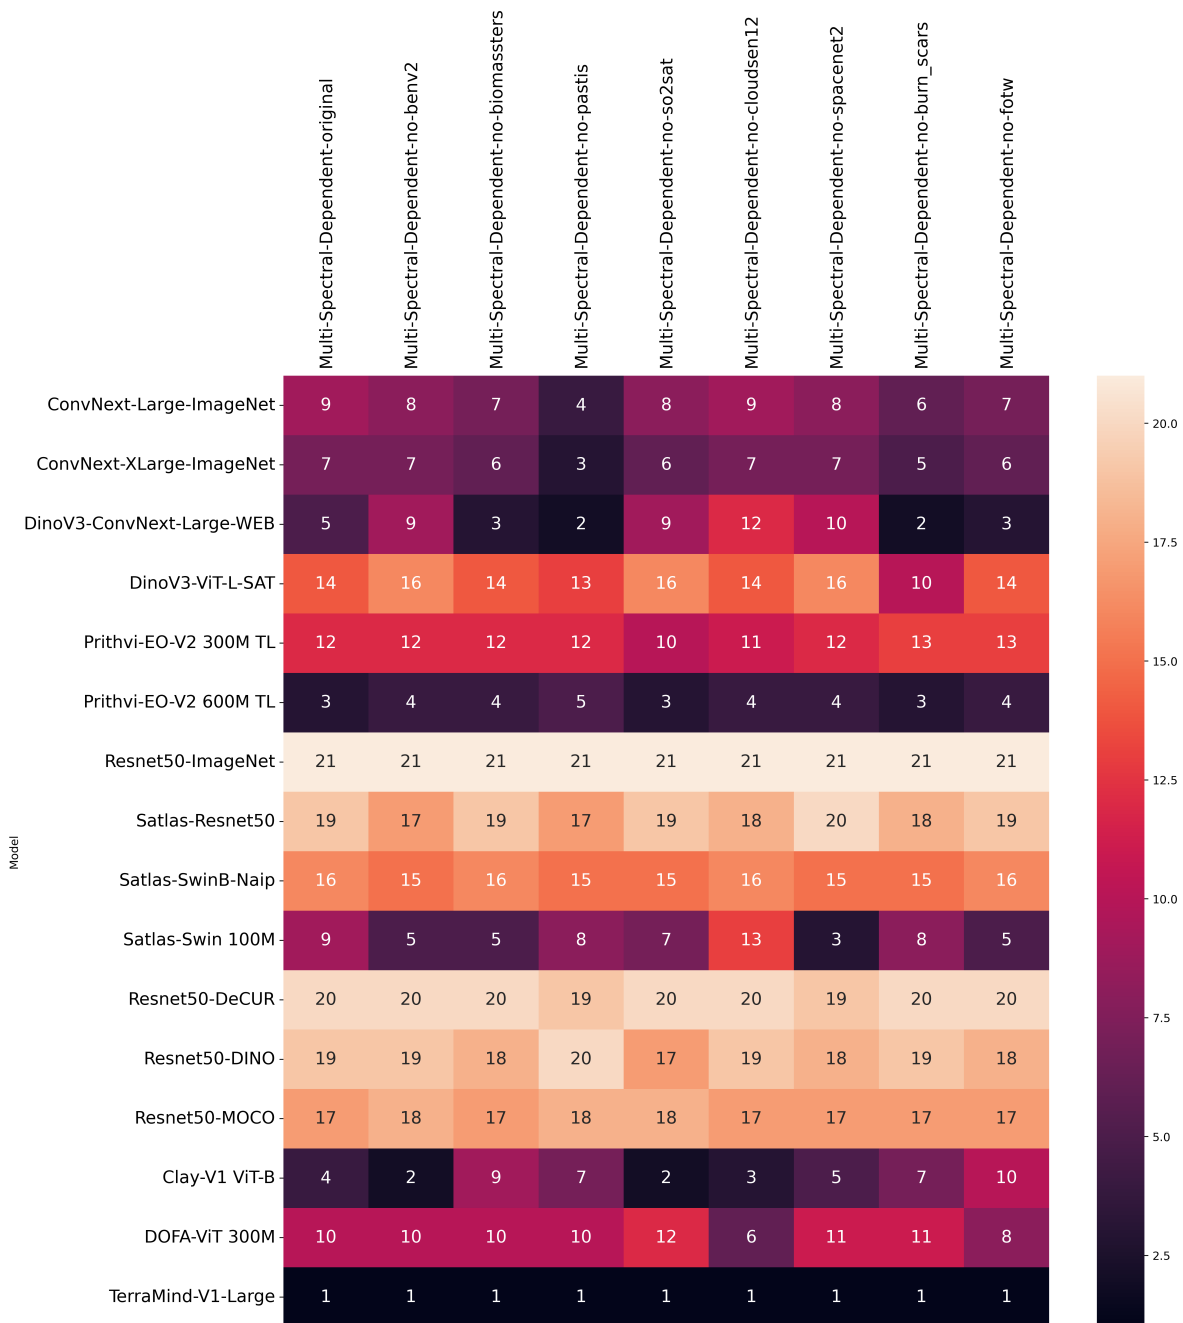 Multi-Spectral-Dependent-original
Multi-Spectral-Dependent-no-benv2
Multi-Spectral-Dependent-no-biomassters
Multi-Spectral-Dependent-no-pastis
Multi-Spectral-Dependent-no-so2sat
Multi-Spectral-Dependent-no-cloudsen12
Multi-Spectral-Dependent-no-spacenet2
Multi-Spectral-Dependent-no-burn_scars
Multi-Spectral-Dependent-no-fotw
Model
ConvNext-Large-ImageNet 9 8 7 4 8 9 8 6 7
ConvNext-XLarge-ImageNet 7 7 6 3 6 7 7 5 6
DinoV3-ConvNext-Large-WEB 5 9 3 2 9 12 10 2 3
DinoV3-ViT-L-SAT 14 16 14 13 16 14 16 10 14
Prithvi-EO-V2 300M TL 12 12 12 12 10 11 12 13 13
Prithvi-EO-V2 600M TL 3 4 4 5 3 4 4 3 4
Resnet50-ImageNet 21 21 21 21 21 21 21 21 21
Satlas-Resnet50 19 17 19 17 19 18 20 18 19
Satlas-SwinB-Naip 16 15 16 15 15 16 15 15 16
Satlas-Swin 100M 9 5 5 8 7 13 3 8 5
Resnet50-DeCUR 20 20 20 19 20 20 19 20 20
Resnet50-DINO 19 19 18 20 17 19 18 19 18
Resnet50-MOCO 17 18 17 18 18 17 17 17 17
Clay-V1 ViT-B 4 2 9 7 2 3 5 7 10
DOFA-ViT 300M 10 10 10 10 12 6 11 11 8
TerraMind-V1-Large 1 1 1 1 1 1 1 1 1
20.0
17.5
15.0
12.5
10.0
7.5
5.0
2.5